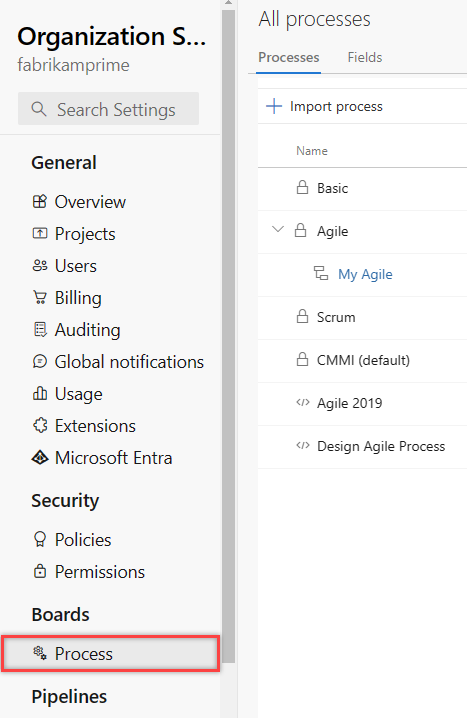 Organization S...
fabrikamprime
Search Settings
General
Overview
Projects
Users
Billing
Auditing
Global notifications
Usage
Extensions
Microsoft Entra
Security
Policies
Permissions
Boards
Process
Pipelines
All processes
Processes Fields
Import process
Name
Basic
Agile
My Agile
Scrum
CMMI (default)
Agile 2019
Design Agile Process